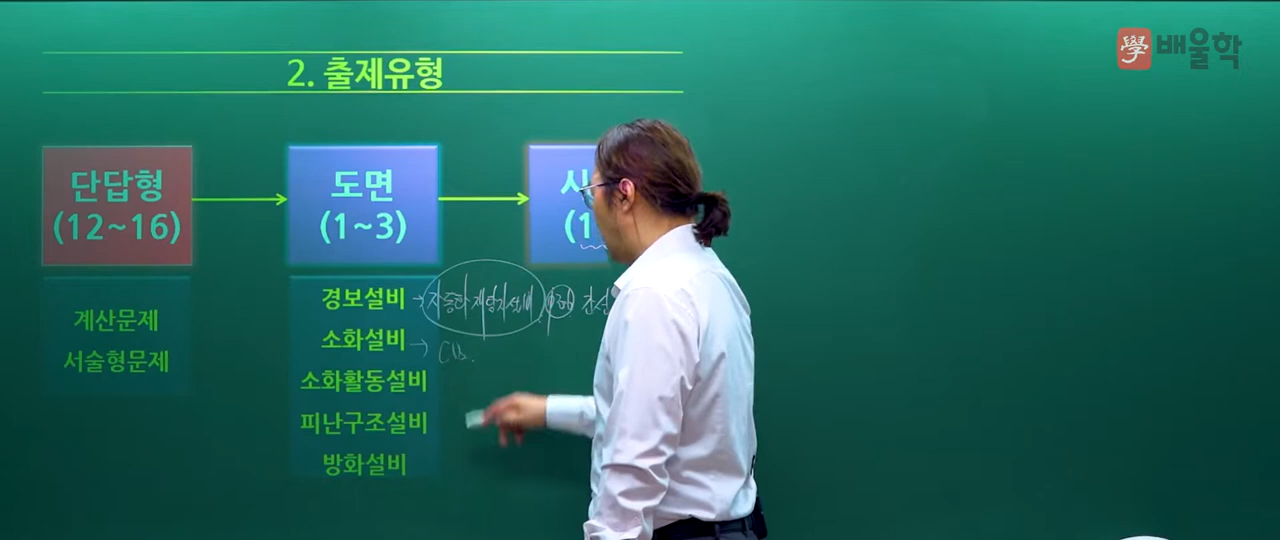 學 배울학
2. 출제유형
단답형
(12~16)
도면
(1~3)
(1
계산문제
서술형문제
경보설비
소화설비
소화활동설비
피난구조설비
방화설비